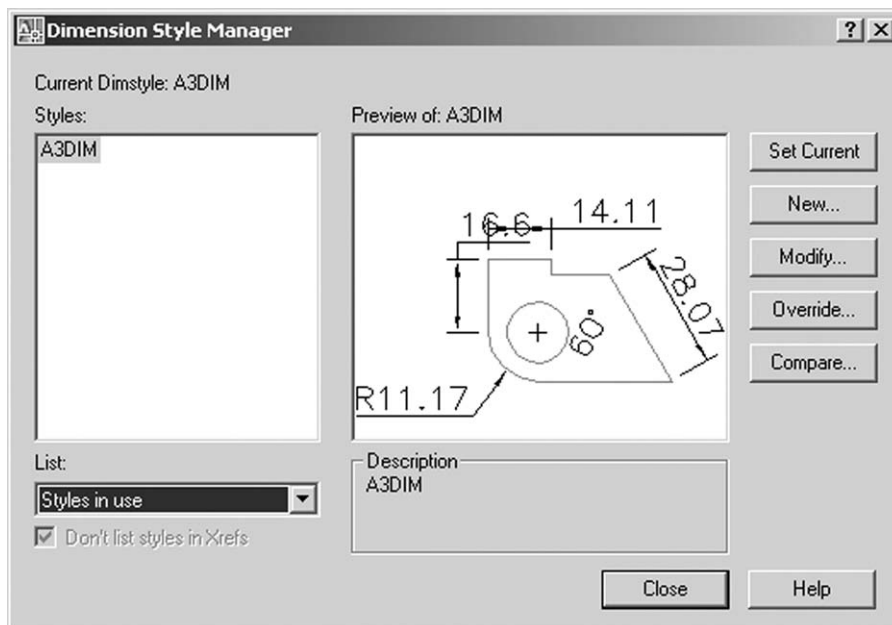 Dimension Style Manager
Current Dimstyle: A3DIM
Styles:
A3DIM
Preview of: A3DIM
16.6
14.11
28.07
60°
R11.17
Set Current
New...
Modify...
Override...
Compare...
List:
Styles in use
Don't list styles in Xrefs
Description
A3DIM
Close
Help